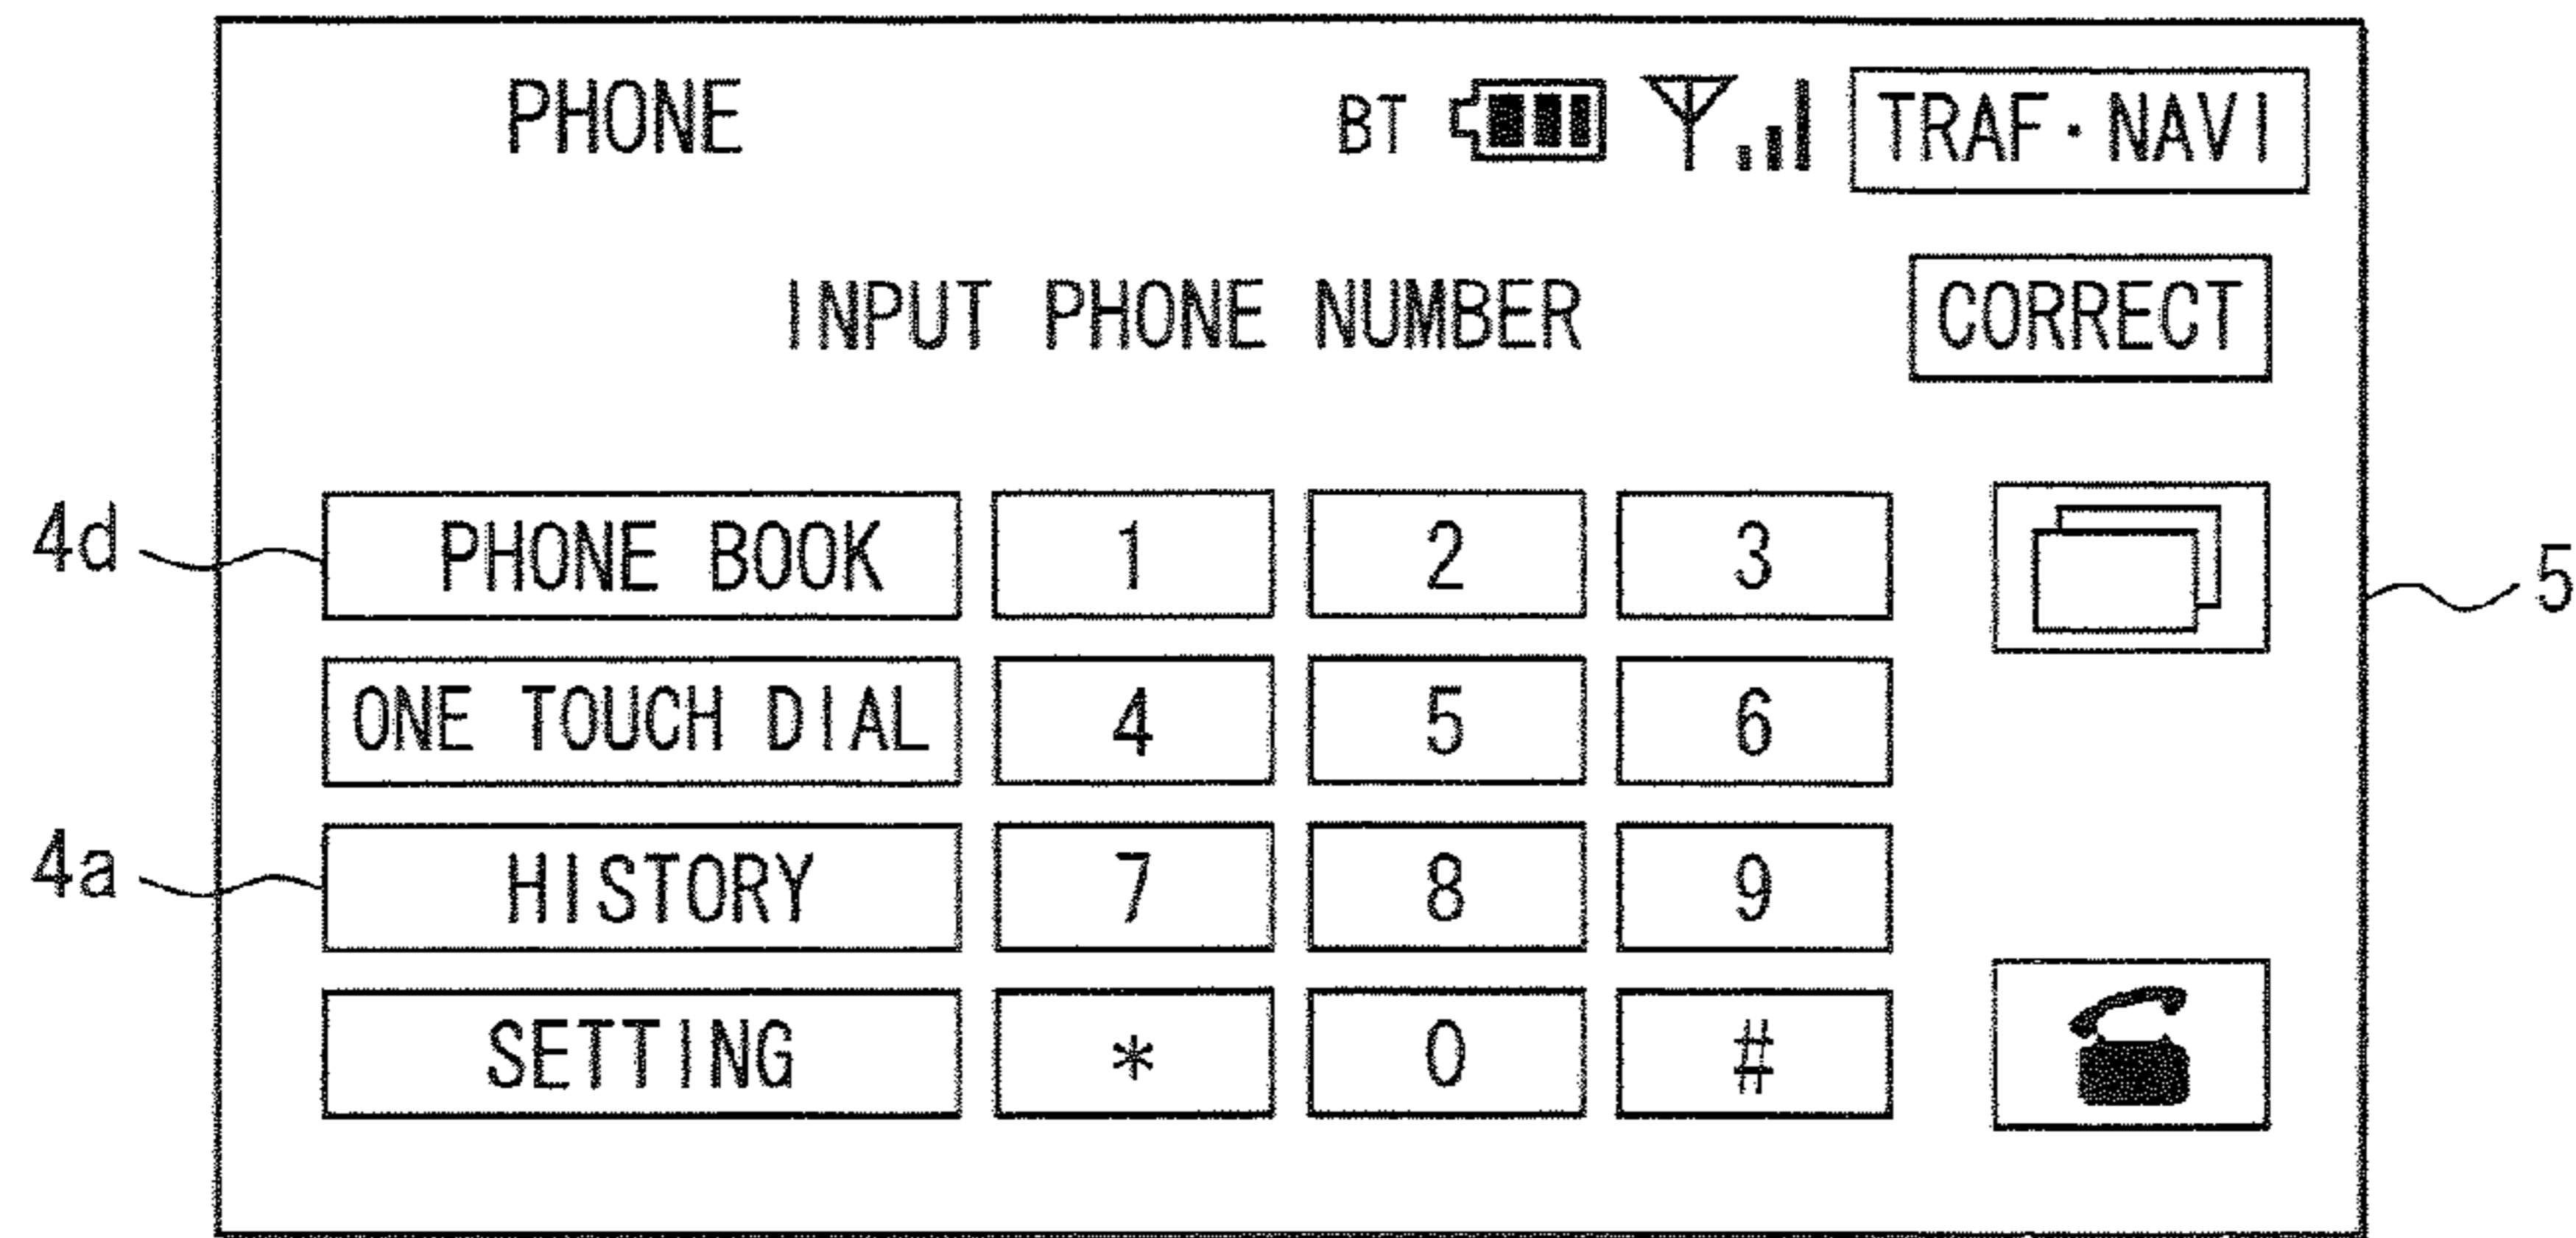 PHONE BT TRAF·NAVI
INPUT PHONE NUMBER CORRECT
4d PHONE BOOK 1 2 3 5
ONE TOUCH DIAL 4 5 6
4a HISTORY 7 8 9
SETTING * 0 #